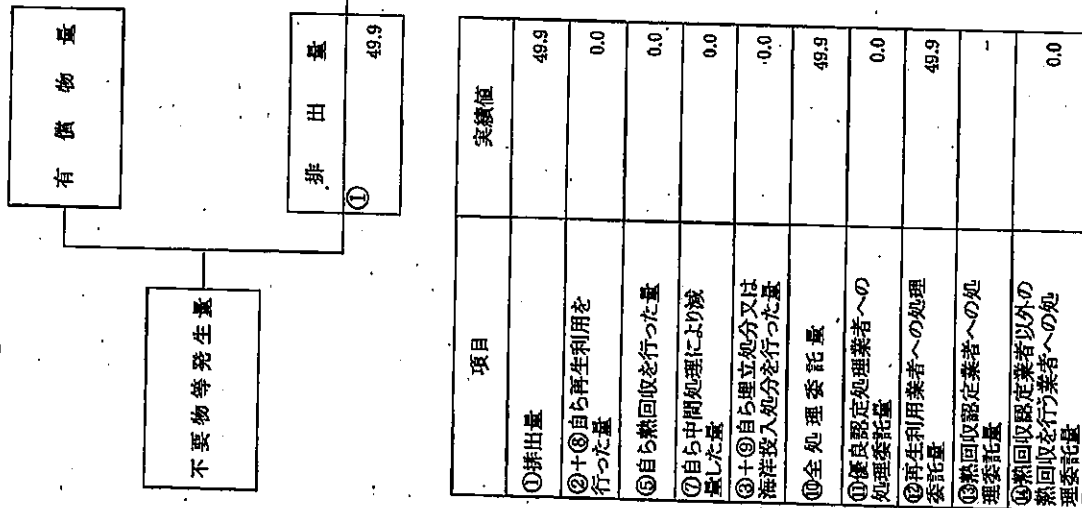 有償物量
不要物等発生量
排出量
① 49.9
項目 実績値
①排出量 49.9
②+⑧自ら再生利用を
行った量 0.0
⑤自ら熱回収を行った量 0.0
⑦自ら中間処理により減
量した量 0.0
③+⑨自ら埋立処分又は
海洋投入処分を行った量 0.0
⑩全処理委託量 49.9
⑪優良認定処理業者への
処理委託量 0.0
⑫再生利用業者への処理
委託量 49.9
⑬熱回収認定業者への処
理委託量 -
⑭熱回収認定業者以外の
熱回収を行う業者への処
理委託量 0.0